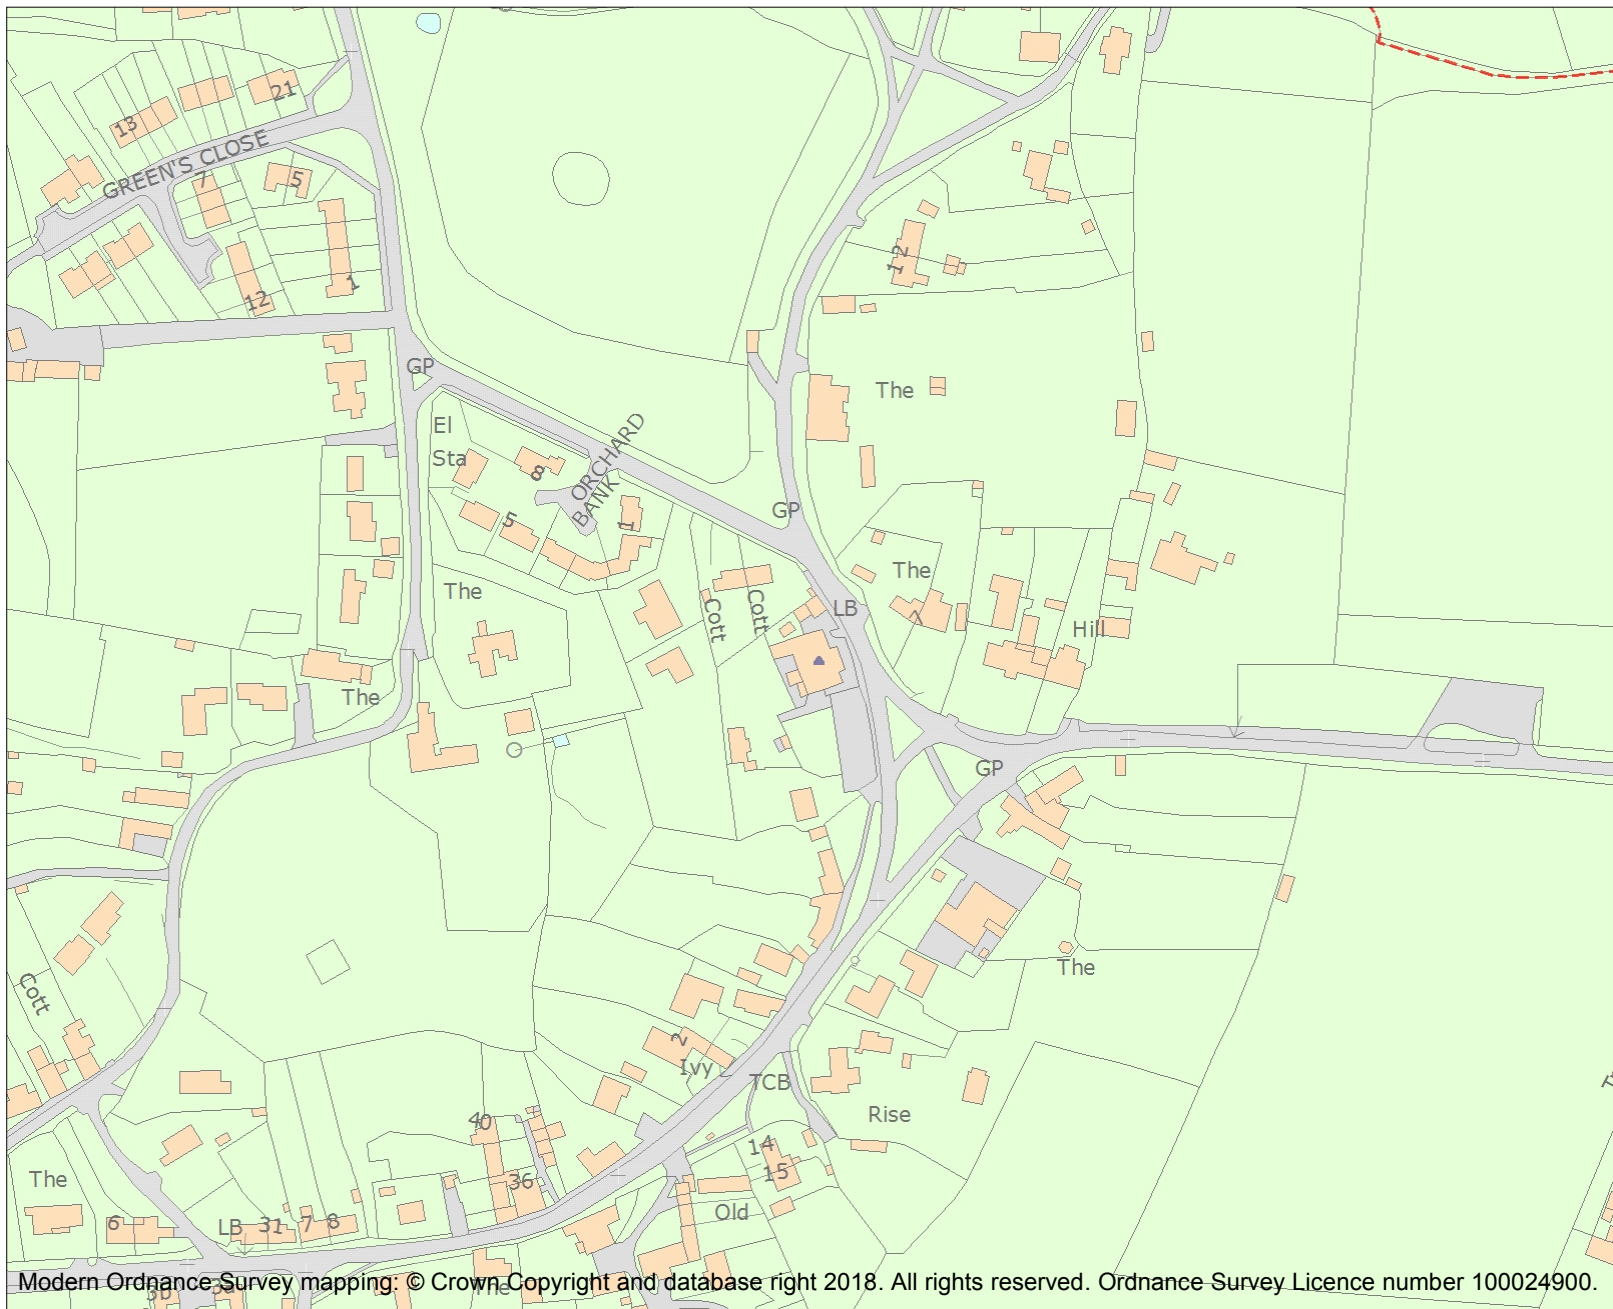 21
13
GREEN'S CLOSE
7
5
12
1
12
GP
The
El
Sta
8
ORCHARD
BANK
5
1
GP
The
The
7
LB
Cott
Cott
Hill
The
GP
The
Cott
2
Ivy
TCB
Rise
40
14
15
36
Old
The
6
LB
31
7
8
Modern Ordnance Survey mapping: © Crown Copyright and database right 2018. All rights reserved. Ordnance Survey Licence number 100024900.
The
3b
3a